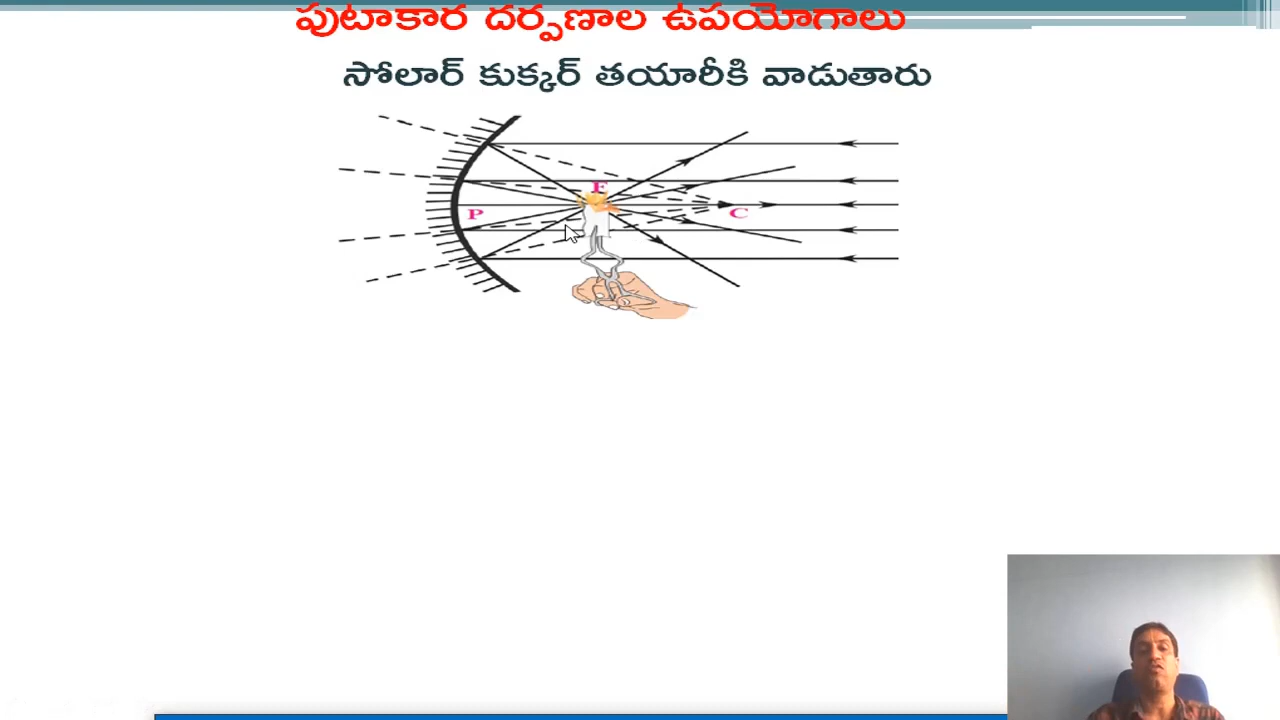 పుటాకార దర్పణాల ఉపయోగాలు
సోలార్ కుక్కర్ తయారీకి వాడుతారు
F
P
C